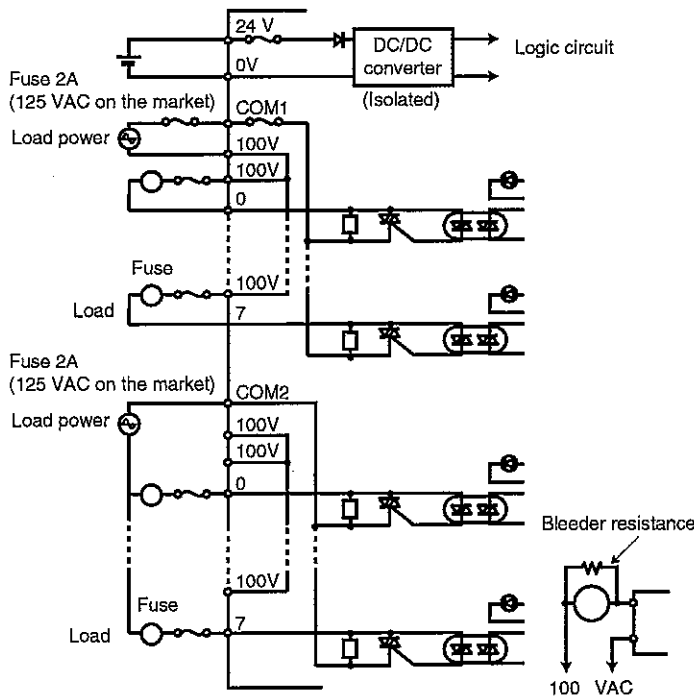 24 V
DC/DC
converter
(Isolated)
Logic circuit
0V
Fuse 2A
(125 VAC on the market)
COM1
Load power
100V
100V
0
Fuse
100V
Load
7
Fuse 2A
(125 VAC on the market)
COM2
Load power
100V
100V
0
Bleeder resistance
100V
Fuse
7
Load
100 VAC